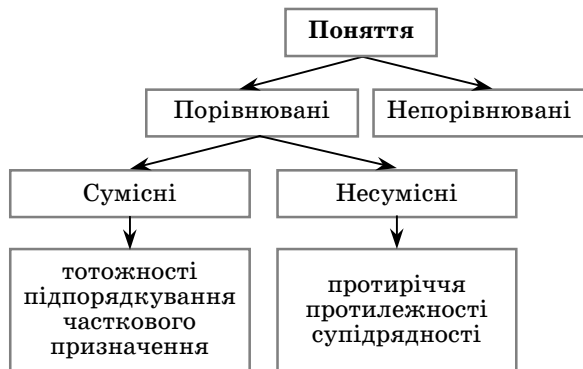 Поняття
Порівнювані
Непорівнювані
Сумісні
Несумісні
тотожності
підпорядкування
часткового
призначення
протиріччя
протилежності
супідрядності